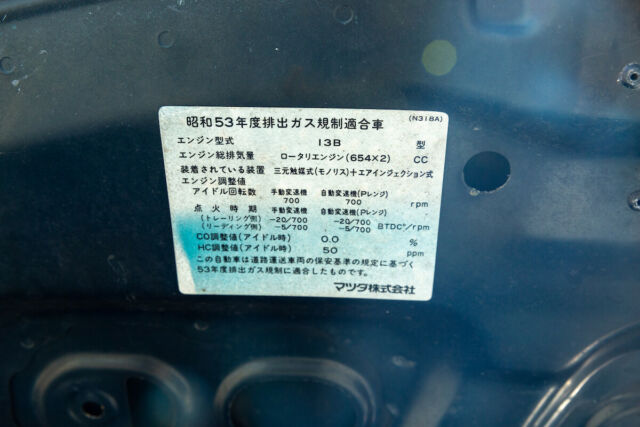 昭和53年度排出ガス規制適合車 (N318A)
エンジン型式 13B 型
エンジン総排気量 ロータリエンジン(654×2) CC
装着されている装置 三元触媒式(モノリス)+エアインジェクション式
エンジン調整値
アイドル回転数 手動変速機 700 自動変速機(Pレンジ) 700 rpm
点火時期 手動変速機 自動変速機(Pレンジ)
(トレーリング側) -20/700 -20/700 BTDC°/rpm
(リーディング側) -5/700 -5/700
CO調整値(アイドル時) 0.0 %
HC調整値(アイドル時) 50 ppm
この自動車は道路運送車両の保安基準の規定に基づく
53年度排出ガス規制に適合したものです。
マツダ株式会社